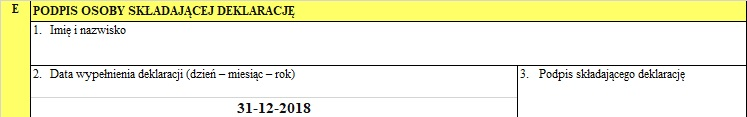 E PODPIS OSOBY SKŁADAJĄCEJ DEKLARACJĘ
1. Imię i nazwisko
2. Data wypełnienia deklaracji (dzień – miesiąc – rok) 3. Podpis składającego deklarację
31-12-2018